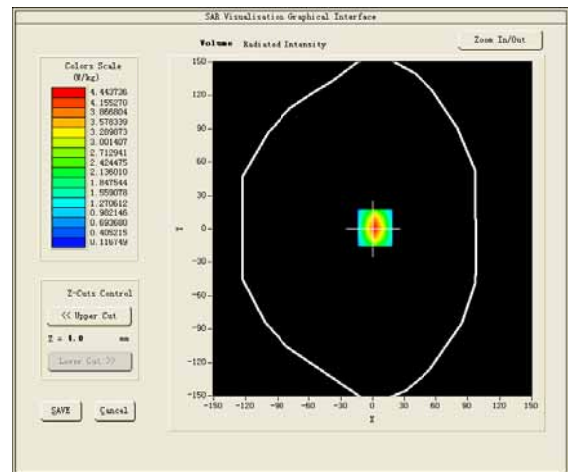 SAR Visualisation Graphical Interface
Volume Radiated Intensity
Zoom In/Out
Colors Scale
(W/kg)
4.443736
4.155270
3.866804
3.578339
3.289873
3.001407
2.712941
2.424475
2.136010
1.847544
1.559078
1.270612
0.982146
0.693680
0.405215
0.116749
Z-Cuts Control
<< Upper Cut
Z = 4.0 mm
Lower Cut >>
SAVE
Cancel
150
120
90
60
30
0
-30
-60
-90
-120
-150
Y
-150 -120 -90 -60 -30 0 30 60 90 120 150
X